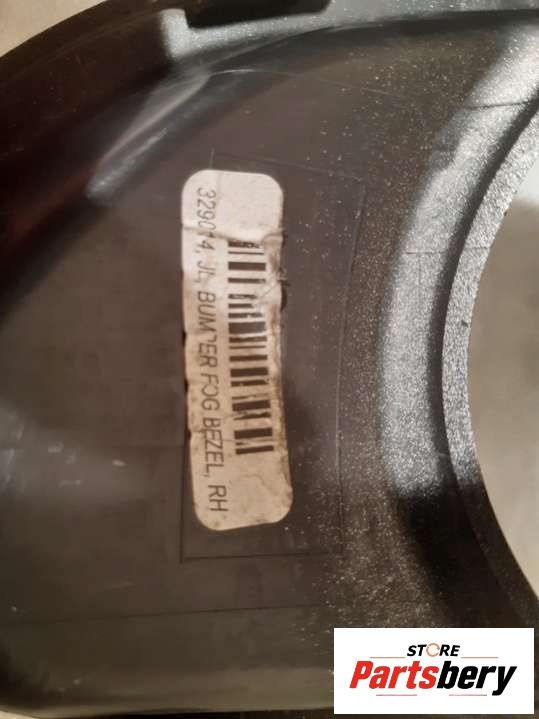 329014, JL, BUMPER FOG BEZEL, RH
STORE
Partsbery